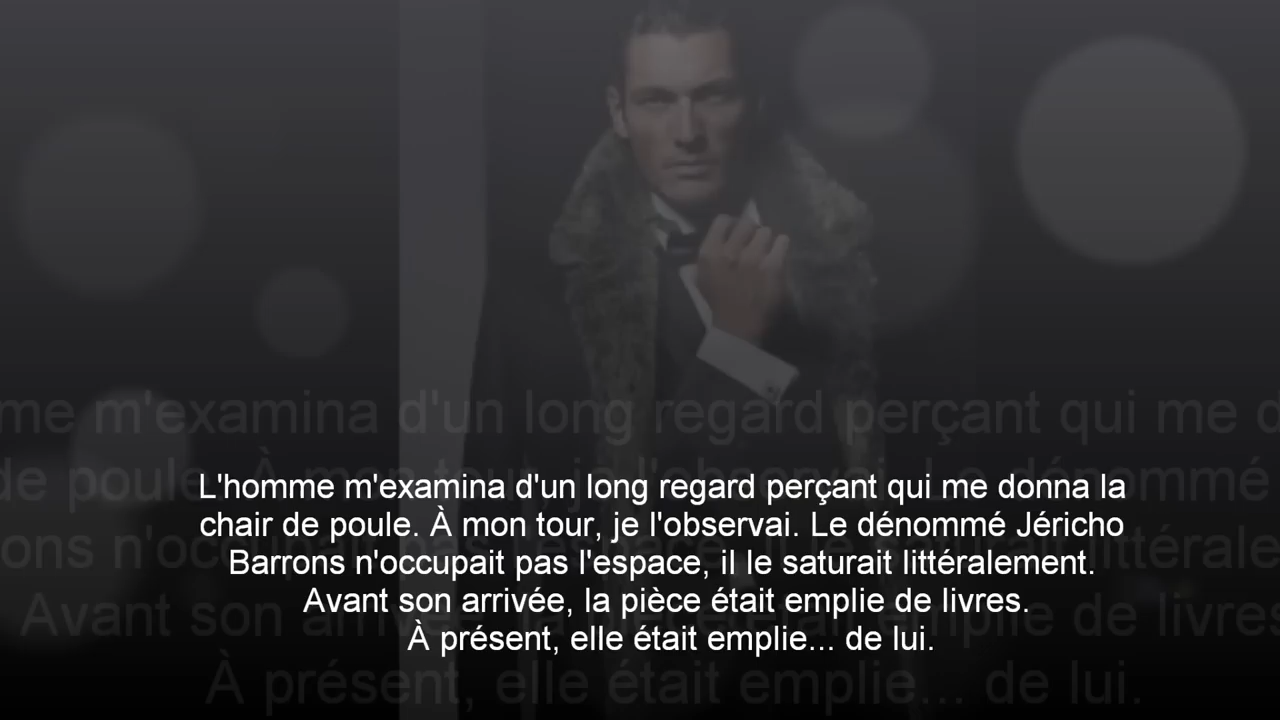 L'homme m'examina d'un long regard perçant qui me donna la
chair de poule. À mon tour, je l'observai. Le dénommé Jéricho
Barrons n'occupait pas l'espace, il le saturait littéralement.
Avant son arrivée, la pièce était emplie de livres.
À présent, elle était emplie... de lui.